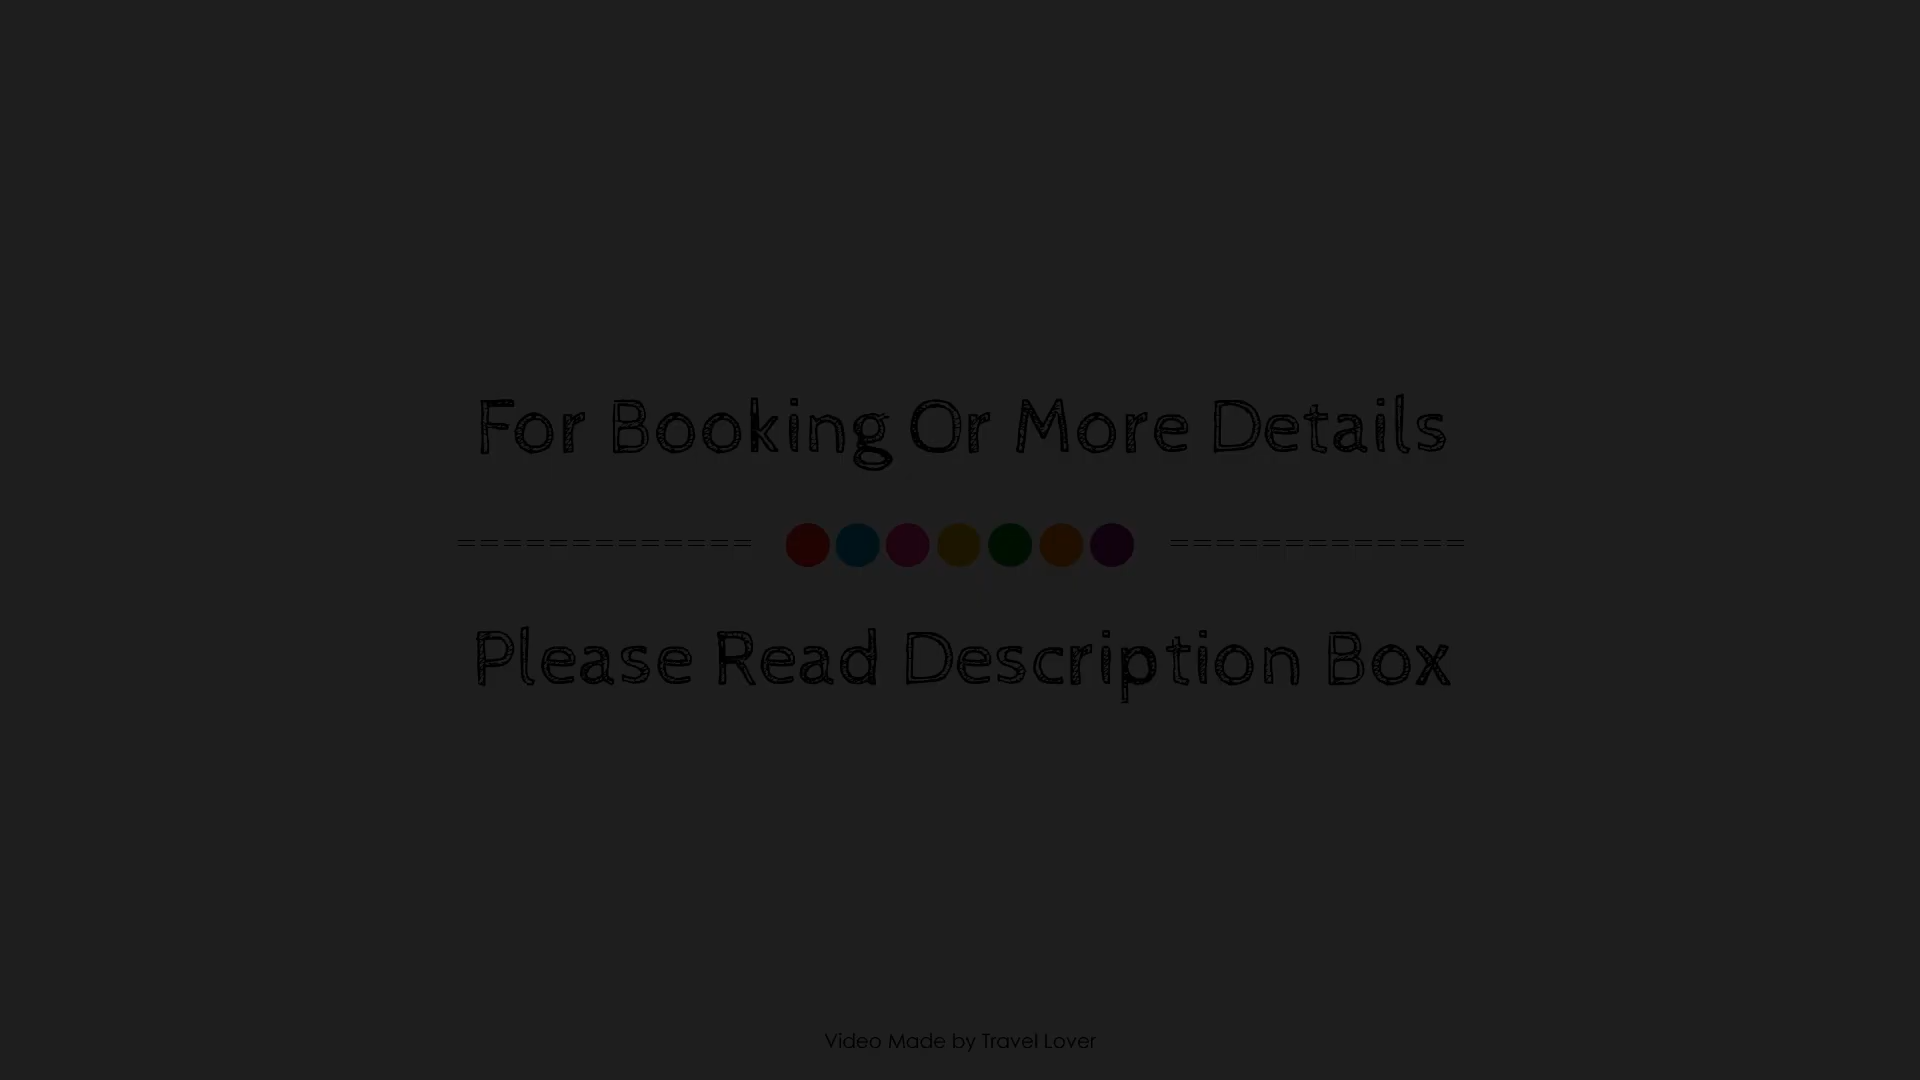 For Booking Or More Details
============= =============
Please Read Description Box
Video Made by Travel Lover